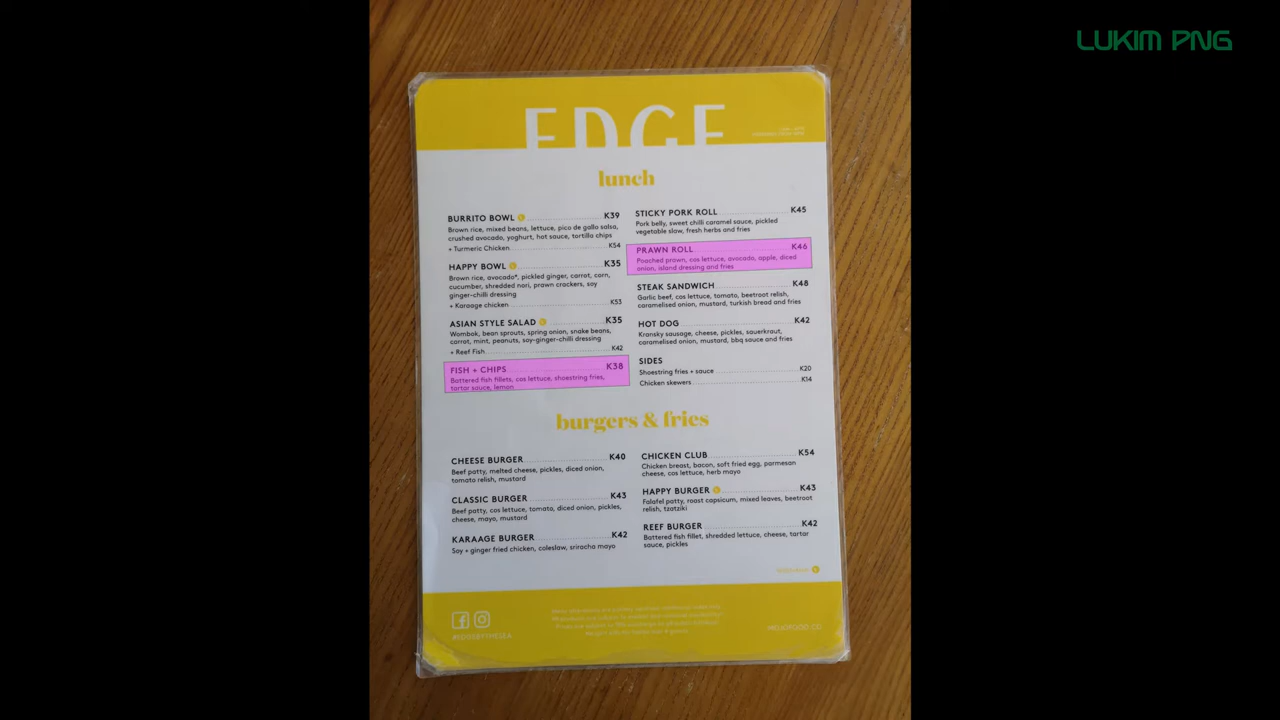 LUKIM PNG
EDGE
lunch
BURRITO BOWL K39
Brown rice, mixed beans, lettuce, pico de gallo salsa,
crushed avocado, yoghurt, hot sauce, tortilla chips
+ Turmeric Chicken K54
HAPPY BOWL K35
Brown rice, avocado*, pickled ginger, carrot, corn,
cucumber, shredded nori, prawn crackers, soy
ginger-chilli dressing
+ Karaage chicken K53
ASIAN STYLE SALAD K35
Wombok, bean sprouts, spring onion, snake beans,
carrot, mint, peanuts, soy-ginger-chilli dressing
+ Reef Fish K42
FISH + CHIPS K38
Battered fish fillets, cos lettuce, shoestring fries,
tartar sauce, lemon
STICKY PORK ROLL K45
Pork belly, sweet chilli caramel sauce, pickled
vegetable slaw, fresh herbs and fries
PRAWN ROLL K46
Poached prawn, cos lettuce, avocado, apple, diced
onion, island dressing and fries
STEAK SANDWICH K48
Garlic beef, cos lettuce, tomato, beetroot relish,
caramelised onion, mustard, turkish bread and fries
HOT DOG K42
Kransky sausage, cheese, pickles, sauerkraut,
caramelised onion, mustard, bbq sauce and fries
SIDES
Shoestring fries + sauce K20
Chicken skewers K14
burgers & fries
CHEESE BURGER K40
Beef patty, melted cheese, pickles, diced onion,
tomato relish, mustard
CLASSIC BURGER K43
Beef patty, cos lettuce, tomato, diced onion, pickles,
cheese, mayo, mustard
KARAAGE BURGER K42
Soy + ginger fried chicken, coleslaw, sriracha mayo
CHICKEN CLUB K54
Chicken breast, bacon, soft fried egg, parmesan
cheese, cos lettuce, herb mayo
HAPPY BURGER K43
Falafel patty, roast capsicum, mixed leaves, beetroot
relish, tzatziki
REEF BURGER K42
Battered fish fillet, shredded lettuce, cheese, tartar
sauce, pickles
#EDGEBYTHESEA
MOJOFOOD.CO